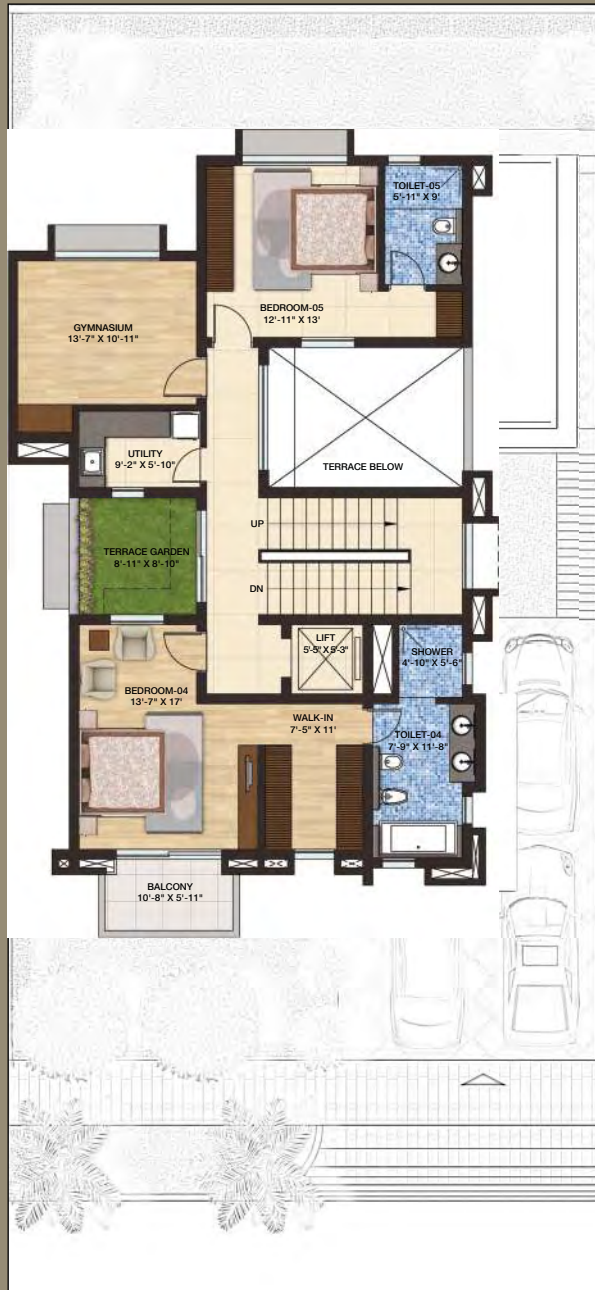 TOILET-05
5'-11" X 9'
BEDROOM-05
12'-11" X 13'
GYMNASIUM
13'-7" X 10'-11"
UTILITY
9'-2" X 5'-10"
TERRACE BELOW
UP
TERRACE GARDEN
8'-11" X 8'-10"
DN
LIFT
5'-5" X 5'-3"
SHOWER
4'-10" X 5'-6"
BEDROOM-04
13'-7" X 17'
WALK-IN
7'-5" X 11'
TOILET-04
7'-9" X 11'-8"
BALCONY
10'-8" X 5'-11"